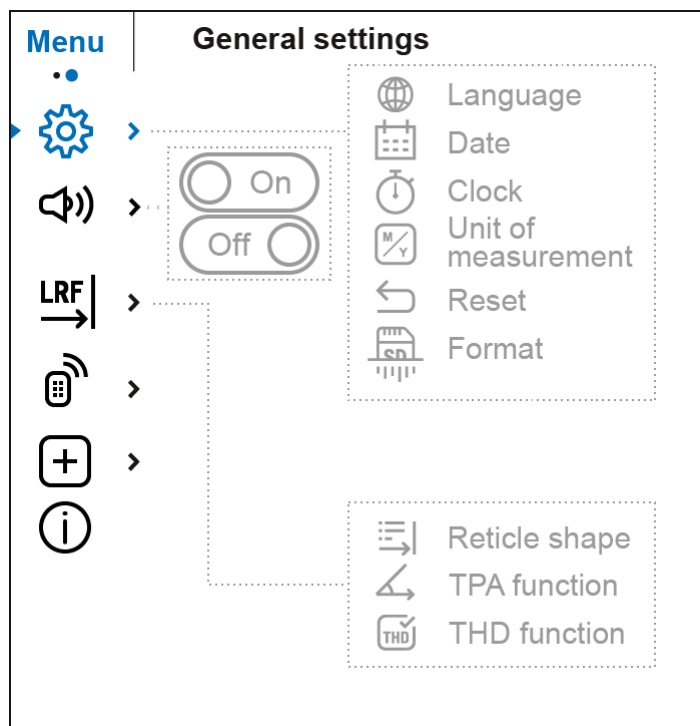 Menu
General settings
Language
Date
On
Clock
Off
M/Y
Unit of
measurement
LRF
Reset
SD
Format
Reticle shape
TPA function
THD
THD function